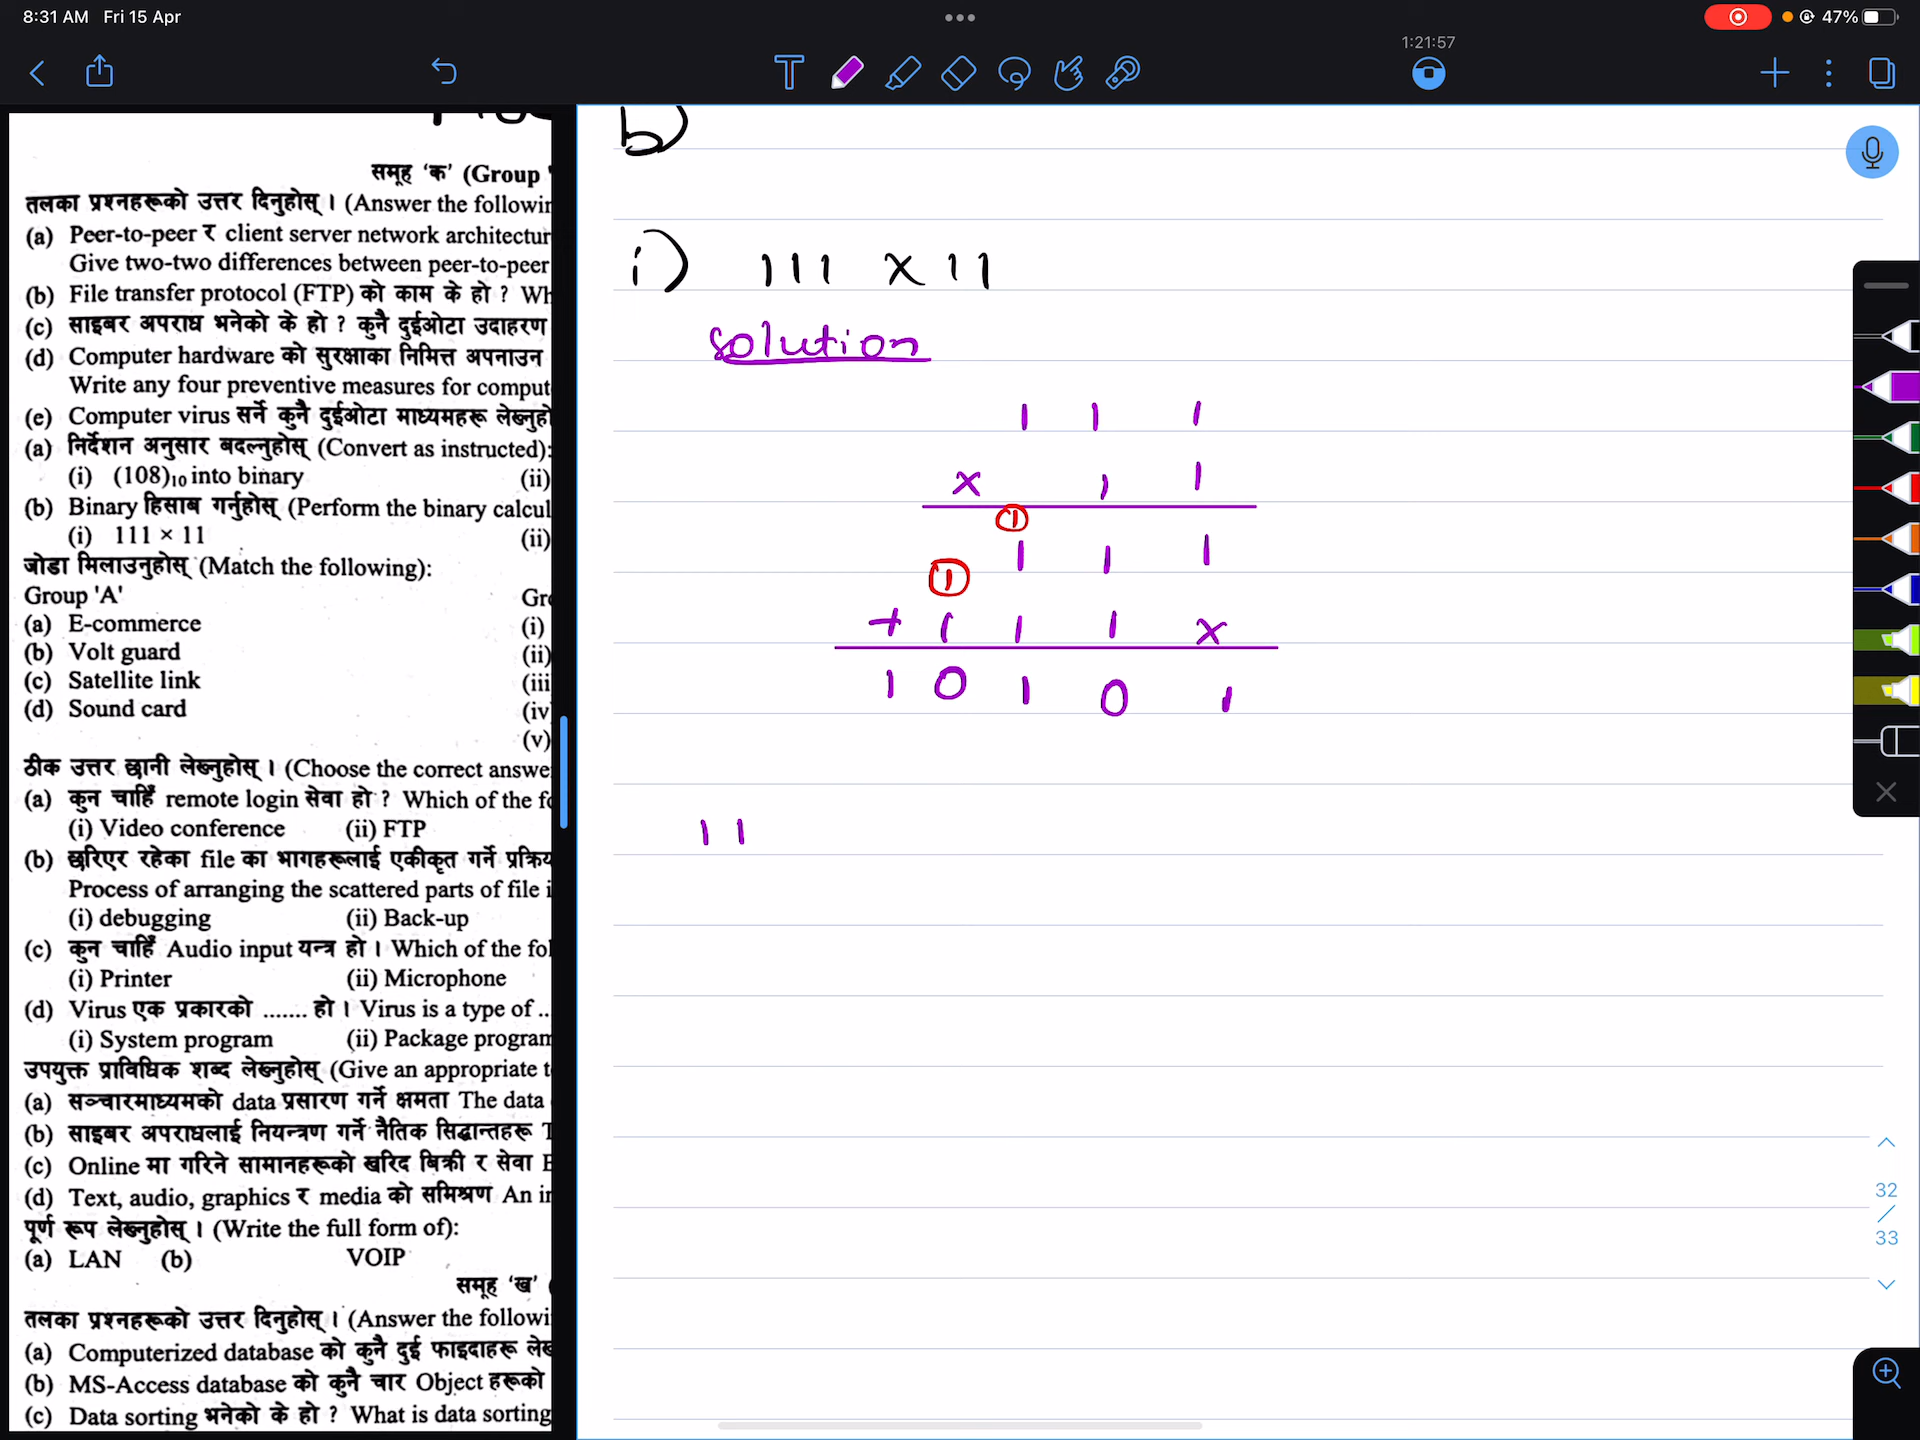 8:31 AM Fri 15 Apr
47%
1:21:57
समूह 'क' (Group '
तलका प्रश्नहरूको उत्तर दिनुहोस् । (Answer the followin
(a) Peer-to-peer र client server network architectur
Give two-two differences between peer-to-peer
(b) File transfer protocol (FTP) को काम के हो ? Wh
(c) साइबर अपराध भनेको के हो ? कुनै दुईओटा उदाहरण
(d) Computer hardware को सुरक्षाका निमित्त अपनाउन
Write any four preventive measures for comput
(e) Computer virus सर्ने कुनै दुईओटा माध्यमहरू लेख्नुहो
(a) निर्देशन अनुसार बदल्नुहोस् (Convert as instructed):
(i) (108)₁₀ into binary (ii)
(b) Binary हिसाब गर्नुहोस् (Perform the binary calcul
(i) 111 × 11 (ii)
जोडा मिलाउनुहोस् (Match the following):
Group 'A' Gr
(a) E-commerce (i)
(b) Volt guard (ii)
(c) Satellite link (iii
(d) Sound card (iv
(v)
ठीक उत्तर छानी लेख्नुहोस् । (Choose the correct answe
(a) कुन चाहिँ remote login सेवा हो ? Which of the fo
(i) Video conference (ii) FTP
(b) छरिएर रहेका file का भागहरूलाई एकीकृत गर्ने प्रक्रिय
Process of arranging the scattered parts of file i
(i) debugging (ii) Back-up
(c) कुन चाहिँ Audio input यन्त्र हो । Which of the fol
(i) Printer (ii) Microphone
(d) Virus एक प्रकारको ....... हो । Virus is a type of ..
(i) System program (ii) Package program
उपयुक्त प्राविधिक शब्द लेख्नुहोस् (Give an appropriate t
(a) सञ्चारमाध्यमको data प्रसारण गर्ने क्षमता The data
(b) साइबर अपराधलाई नियन्त्रण गर्ने नैतिक सिद्धान्तहरू T
(c) Online मा गरिने सामानहरूको खरिद बिक्री र सेवा E
(d) Text, audio, graphics र media को समिश्रण An in
पूर्ण रूप लेख्नुहोस् । (Write the full form of):
(a) LAN (b) VOIP
समूह 'ख' (
तलका प्रश्नहरूको उत्तर दिनुहोस् । (Answer the followi
(a) Computerized database को कुनै दुई फाइदाहरू लेख
(b) MS-Access database को कुनै चार Object हरूको
(c) Data sorting भनेको के हो ? What is data sorting
b)
i) 111 x 11
solution
1 1 1
x 1 1
1
1 1 1
1
+ 1 1 1 x
1 0 1 0 1
11
32
/
33